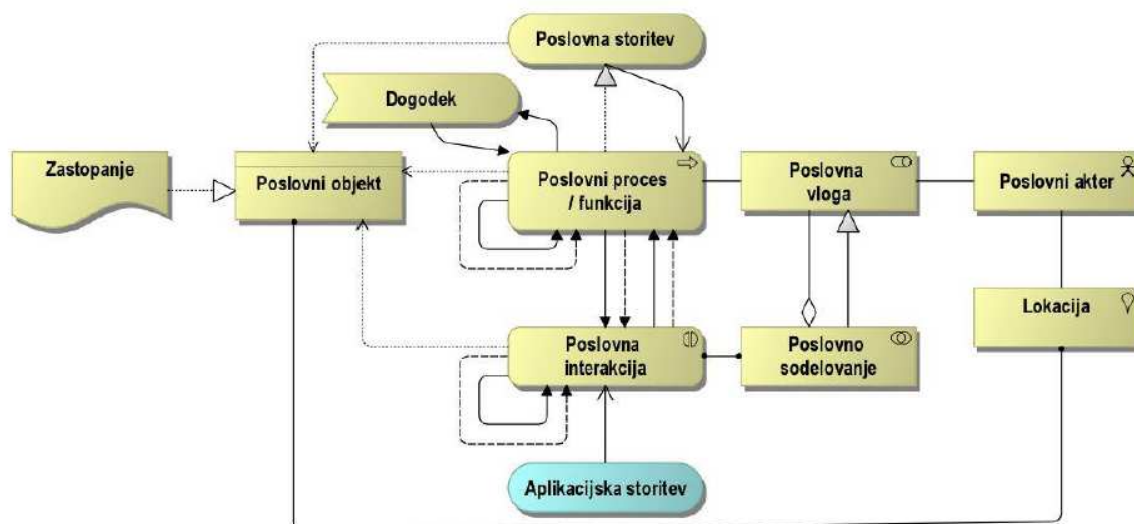 Poslovna storitev
Dogodek
Zastopanje
Poslovni objekt
Poslovni proces
/ funkcija
Poslovna
vloga
Poslovni akter
Lokacija
Poslovna
interakcija
Poslovno
sodelovanje
Aplikacijska storitev